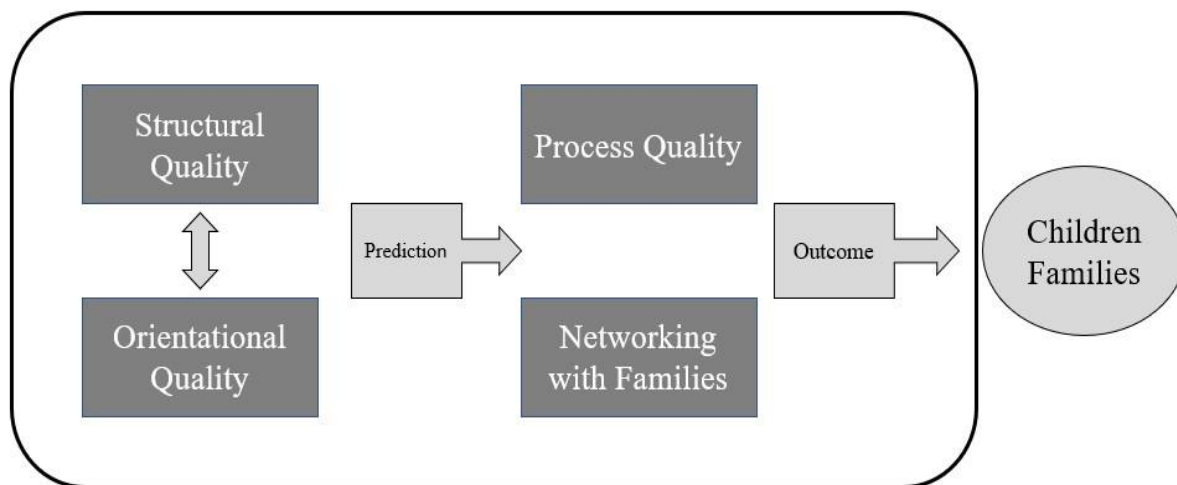 Structural
Quality
Process Quality
Prediction
Outcome
Children
Families
Orientational
Quality
Networking
with Families